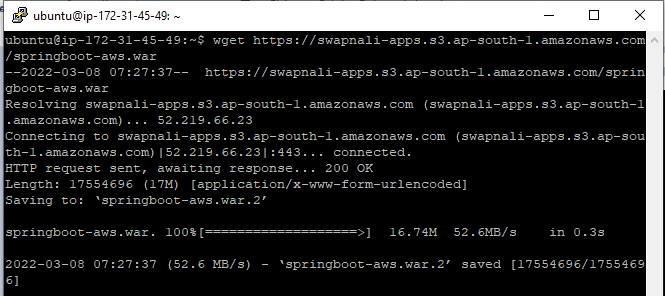 ubuntu@ip-172-31-45-49: ~
ubuntu@ip-172-31-45-49:~$ wget https://swapnali-apps.s3.ap-south-1.amazonaws.com
/springboot-aws.war
--2022-03-08 07:27:37--  https://swapnali-apps.s3.ap-south-1.amazonaws.com/sprin
gboot-aws.war
Resolving swapnali-apps.s3.ap-south-1.amazonaws.com (swapnali-apps.s3.ap-south-1
.amazonaws.com)... 52.219.66.23
Connecting to swapnali-apps.s3.ap-south-1.amazonaws.com (swapnali-apps.s3.ap-sou
th-1.amazonaws.com)|52.219.66.23|:443... connected.
HTTP request sent, awaiting response... 200 OK
Length: 17554696 (17M) [application/x-www-form-urlencoded]
Saving to: ‘springboot-aws.war.2’
springboot-aws.war. 100%[===================>]  16.74M  52.6MB/s    in 0.3s
2022-03-08 07:27:37 (52.6 MB/s) - ‘springboot-aws.war.2’ saved [17554696/1755469
6]